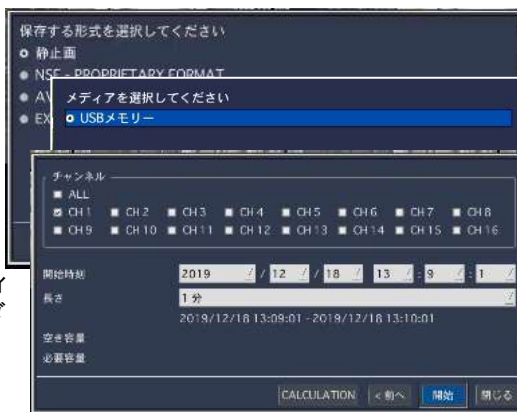 保存する形式を選択してください
静止画
NSF - PROPRIETARY FORMAT
メディアを選択してください
USBメモリー
チャンネル
ALL
CH 1 CH 2 CH 3 CH 4 CH 5 CH 6 CH 7 CH 8
CH 9 CH 10 CH 11 CH 12 CH 13 CH 14 CH 15 CH 16
開始時刻 2019 / 12 / 18 13 : 9 : 1
長さ 1 分
2019/12/18 13:09:01 - 2019/12/18 13:10:01
空き容量
必要容量
CALCULATION < 前へ 開始 閉じる